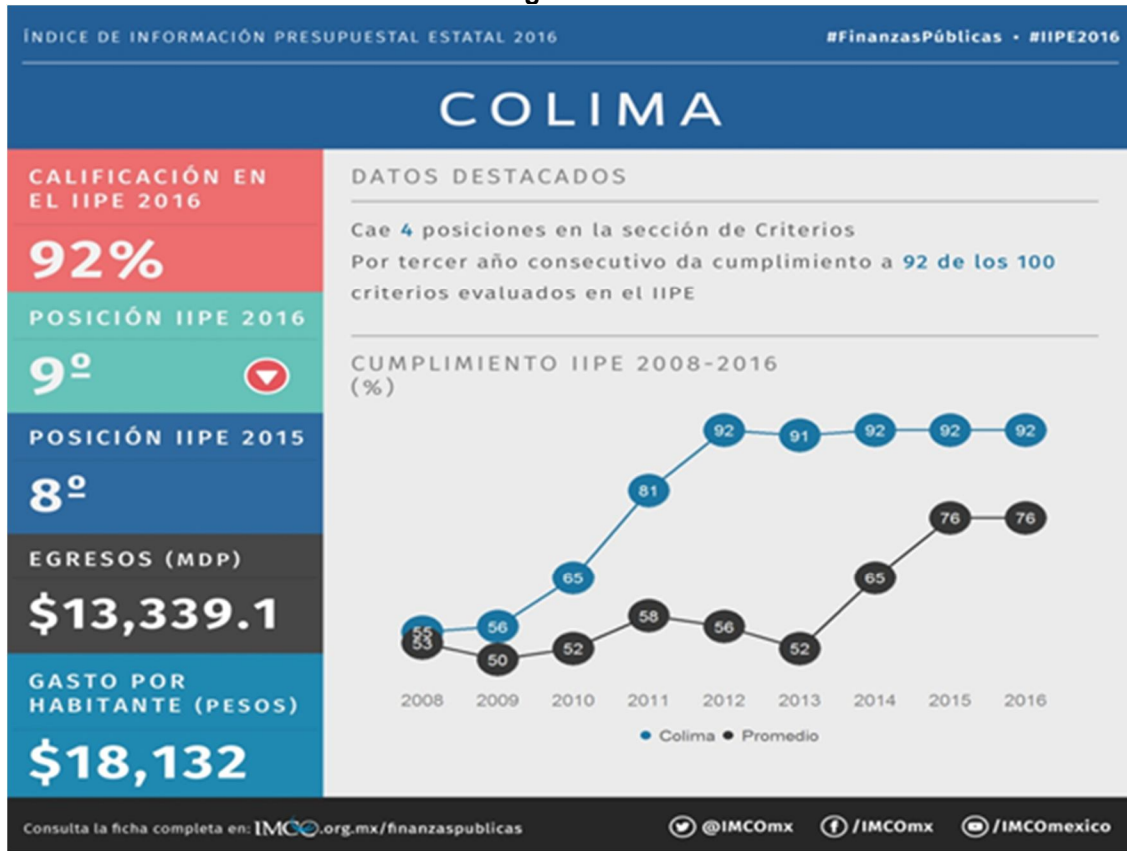 ÍNDICE DE INFORMACIÓN PRESUPUESTAL ESTATAL 2016
#FinanzasPúblicas • #IIPE2016
COLIMA
CALIFICACIÓN EN
EL IIPE 2016
92%
POSICIÓN IIPE 2016
9º
POSICIÓN IIPE 2015
8º
EGRESOS (MDP)
$13,339.1
GASTO POR
HABITANTE (PESOS)
$18,132
DATOS DESTACADOS
Cae 4 posiciones en la sección de Criterios
Por tercer año consecutivo da cumplimiento a 92 de los 100
criterios evaluados en el IIPE
CUMPLIMIENTO IIPE 2008-2016
(%)
55 56 65 81 92 91 92 92 92
53 50 52 58 56 52 65 76 76
2008 2009 2010 2011 2012 2013 2014 2015 2016
Colima Promedio
Consulta la ficha completa en: IMCO.org.mx/finanzaspublicas
@IMCOmx /IMCOmx /IMCOmexico